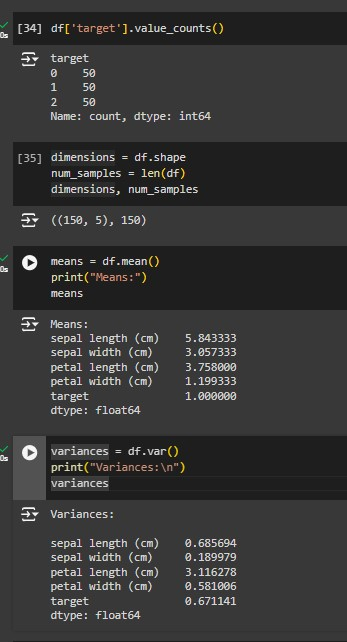 [34] df['target'].value_counts()
target
0    50
1    50
2    50
Name: count, dtype: int64
[35] dimensions = df.shape
num_samples = len(df)
dimensions, num_samples
((150, 5), 150)
0s
means = df.mean()
print("Means:")
means
Means:
sepal length (cm)    5.843333
sepal width (cm)     3.057333
petal length (cm)    3.758000
petal width (cm)     1.199333
target               1.000000
dtype: float64
0s
variances = df.var()
print("Variances:\n")
variances
Variances:
sepal length (cm)    0.685694
sepal width (cm)     0.189979
petal length (cm)    3.116278
petal width (cm)     0.581006
target               0.671141
dtype: float64